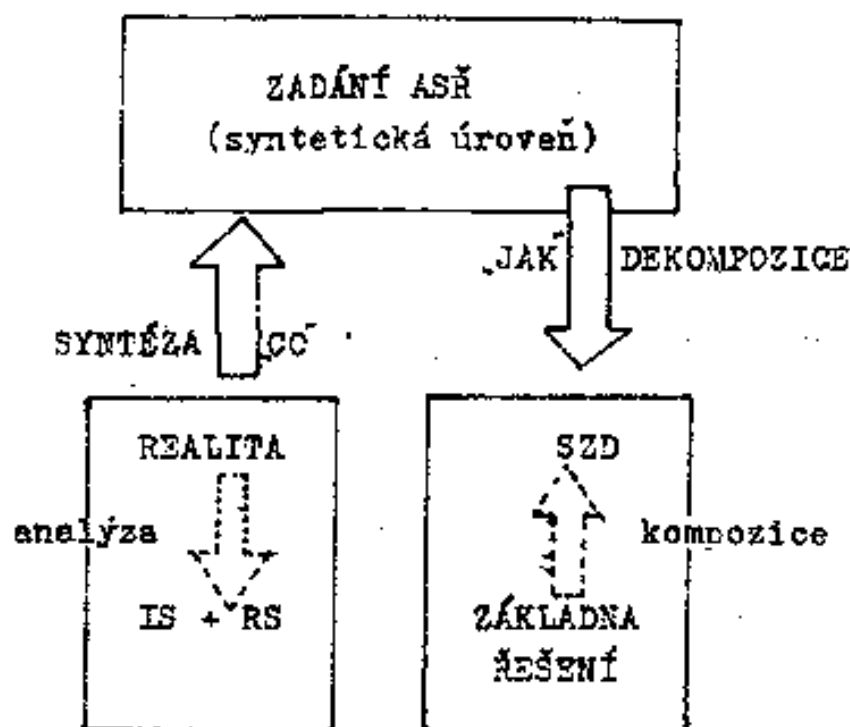 ZADÁNÍ ASŘ
(syntetická úroveň)
JAK DEKOMPOZICE
SYNTÉZA CO
REALITA
analýza
IS + RS
SZD
kompozice
ZÁKLADNA
ŘEŠENÍ